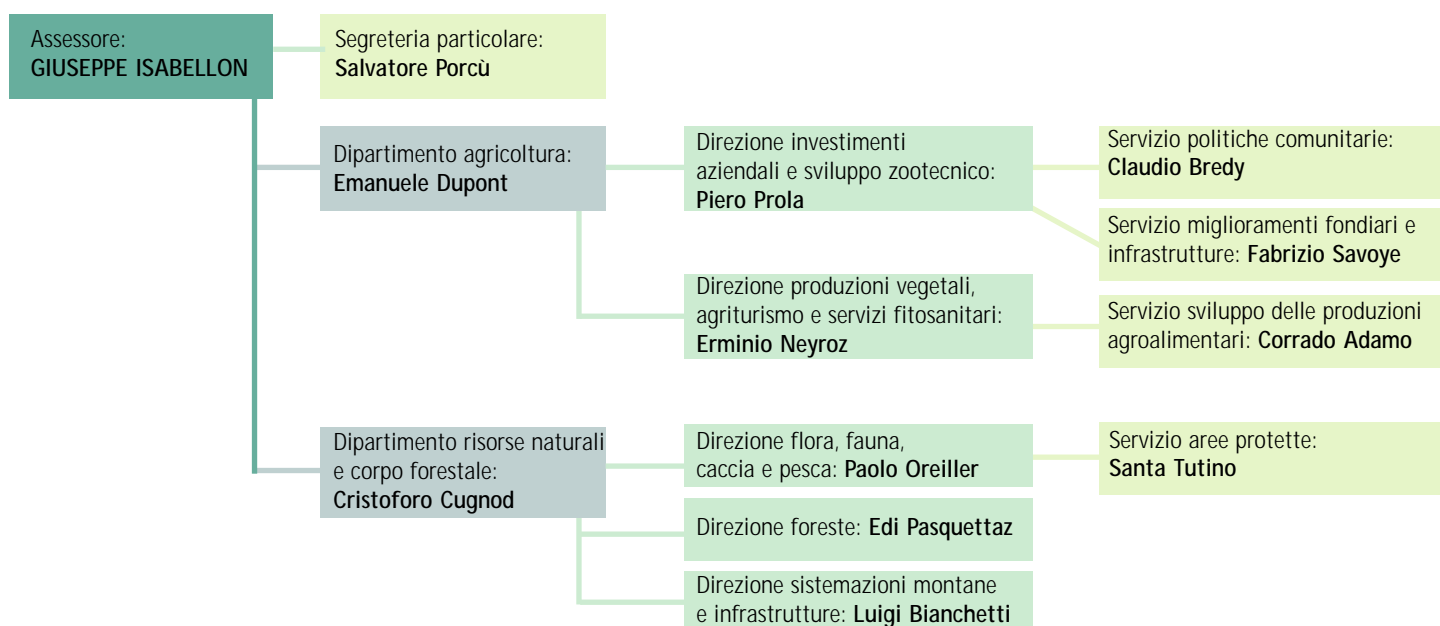 Assessore:
GIUSEPPE ISABELLON
Segreteria particolare:
Salvatore Porcù
Dipartimento agricoltura:
Emanuele Dupont
Direzione investimenti
aziendali e sviluppo zootecnico:
Piero Prola
Servizio politiche comunitarie:
Claudio Bredy
Servizio miglioramenti fondiari e
infrastrutture: Fabrizio Savoye
Direzione produzioni vegetali,
agriturismo e servizi fitosanitari:
Erminio Neyroz
Servizio sviluppo delle produzioni
agroalimentari: Corrado Adamo
Dipartimento risorse naturali
e corpo forestale:
Cristoforo Cugnod
Direzione flora, fauna,
caccia e pesca: Paolo Oreiller
Servizio aree protette:
Santa Tutino
Direzione foreste: Edi Pasquettaz
Direzione sistemazioni montane
e infrastrutture: Luigi Bianchetti